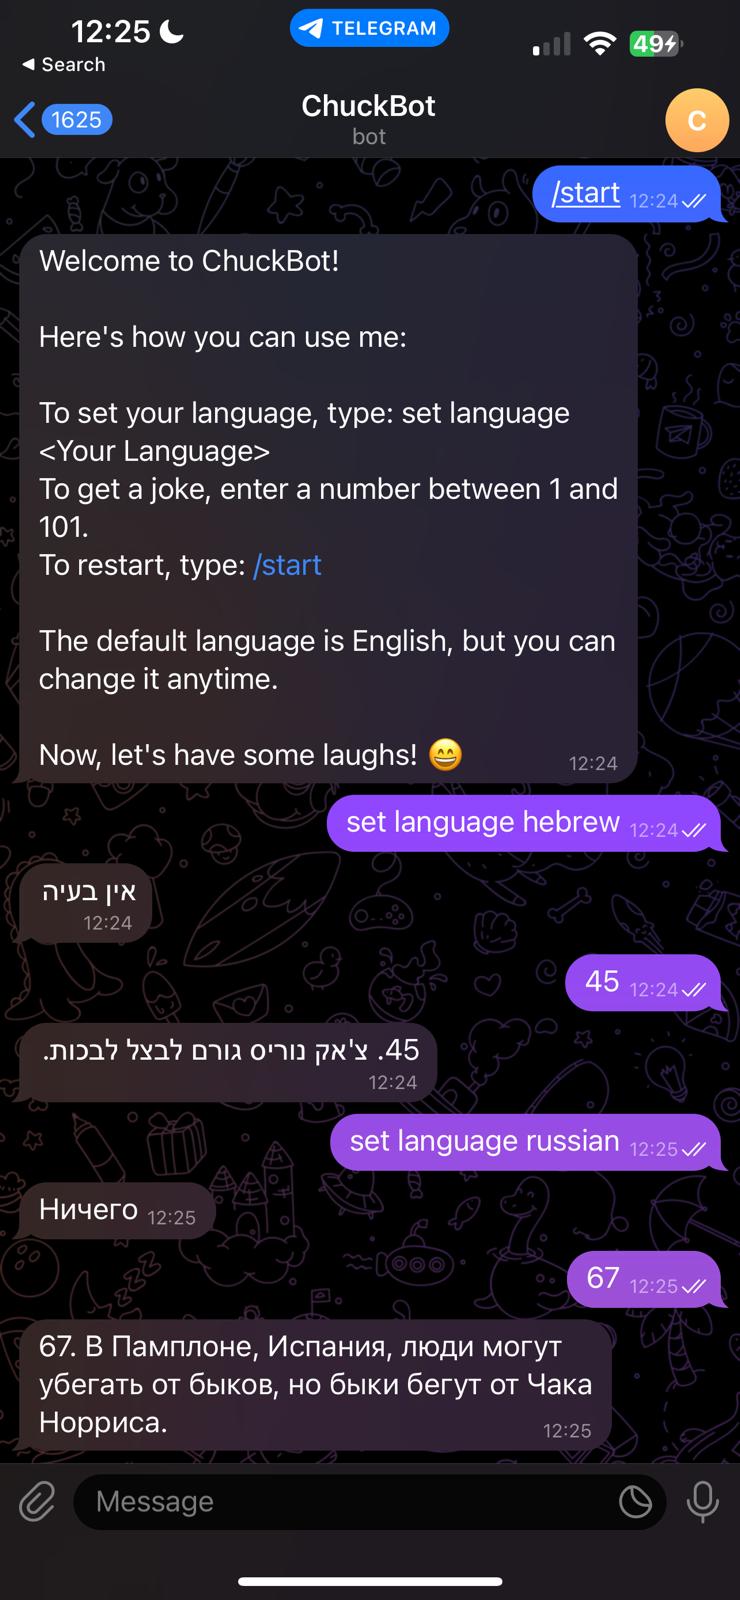 12:25
TELEGRAM
49
◀ Search
1625
ChuckBot
bot
C
/start 12:24
Welcome to ChuckBot!
Here's how you can use me:
To set your language, type: set language
<Your Language>
To get a joke, enter a number between 1 and
101.
To restart, type: /start
The default language is English, but you can
change it anytime.
Now, let's have some laughs! 😄 12:24
set language hebrew 12:24
אין בעיה
12:24
45 12:24
45. צ'אק נוריס גורם לבצל לבכות.
12:24
set language russian 12:25
Ничего 12:25
67 12:25
67. В Памплоне, Испания, люди могут
убегать от быков, но быки бегут от Чака
Норриса. 12:25
Message